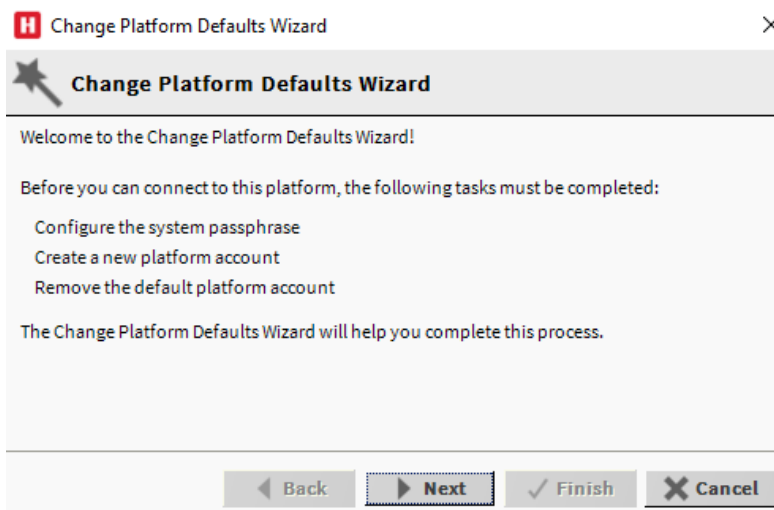 H Change Platform Defaults Wizard
Change Platform Defaults Wizard
Welcome to the Change Platform Defaults Wizard!
Before you can connect to this platform, the following tasks must be completed:
Configure the system passphrase
Create a new platform account
Remove the default platform account
The Change Platform Defaults Wizard will help you complete this process.
Back Next Finish Cancel